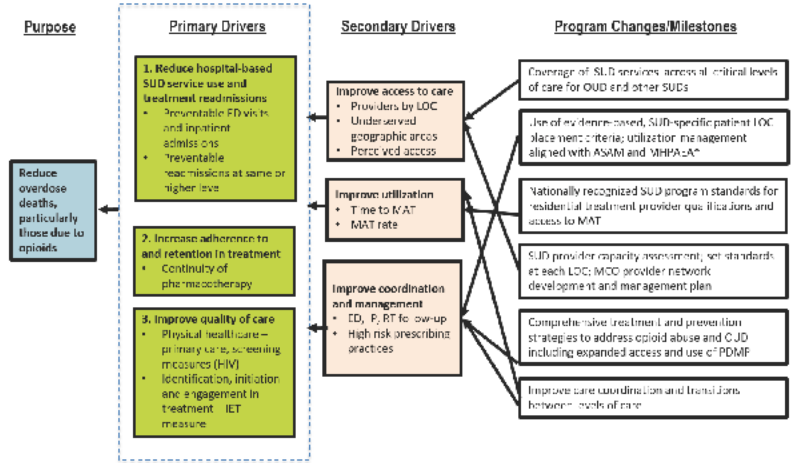 Purpose
Primary Drivers
Secondary Drivers
Program Changes/Milestones
Reduce
overdose
deaths,
particularly
those due to
opioids
1. Reduce hospital-based
SUD service use and
treatment readmissions
• Preventable ED visits
and inpatient
admissions
• Preventable
readmissions at same or
higher level
2. Increase adherence to
and retention in treatment
• Continuity of
pharmacotherapy
3. Improve quality of care
• Physical healthcare –
primary care, screening
measures (HIV)
• Identification, initiation
and engagement in
treatment IET
measure
Improve access to care
• Providers by LOC
• Underserved
geographic areas
• Perceived access
Improve utilization
• Time to MAT
• MAT rate
Improve coordination
and management
• ED, IP, RT follow-up
• High risk prescribing
practices
Coverage of SUD services across all critical levels
of care for OUD and other SUDs
Use of evidence-based, SUD-specific patient LOC
placement criteria; utilization management
aligned with ASAM and MHPAEA*
Nationally recognized SUD program standards for
residential treatment provider qualifications and
access to MAT
SUD provider capacity assessment; set standards
at each LOC; MCO provider network
development and management plan
Comprehensive treatment and prevention
strategies to address opioid abuse and OUD
including expanded access and use of PDMP
Improve care coordination and transitions
between levels of care